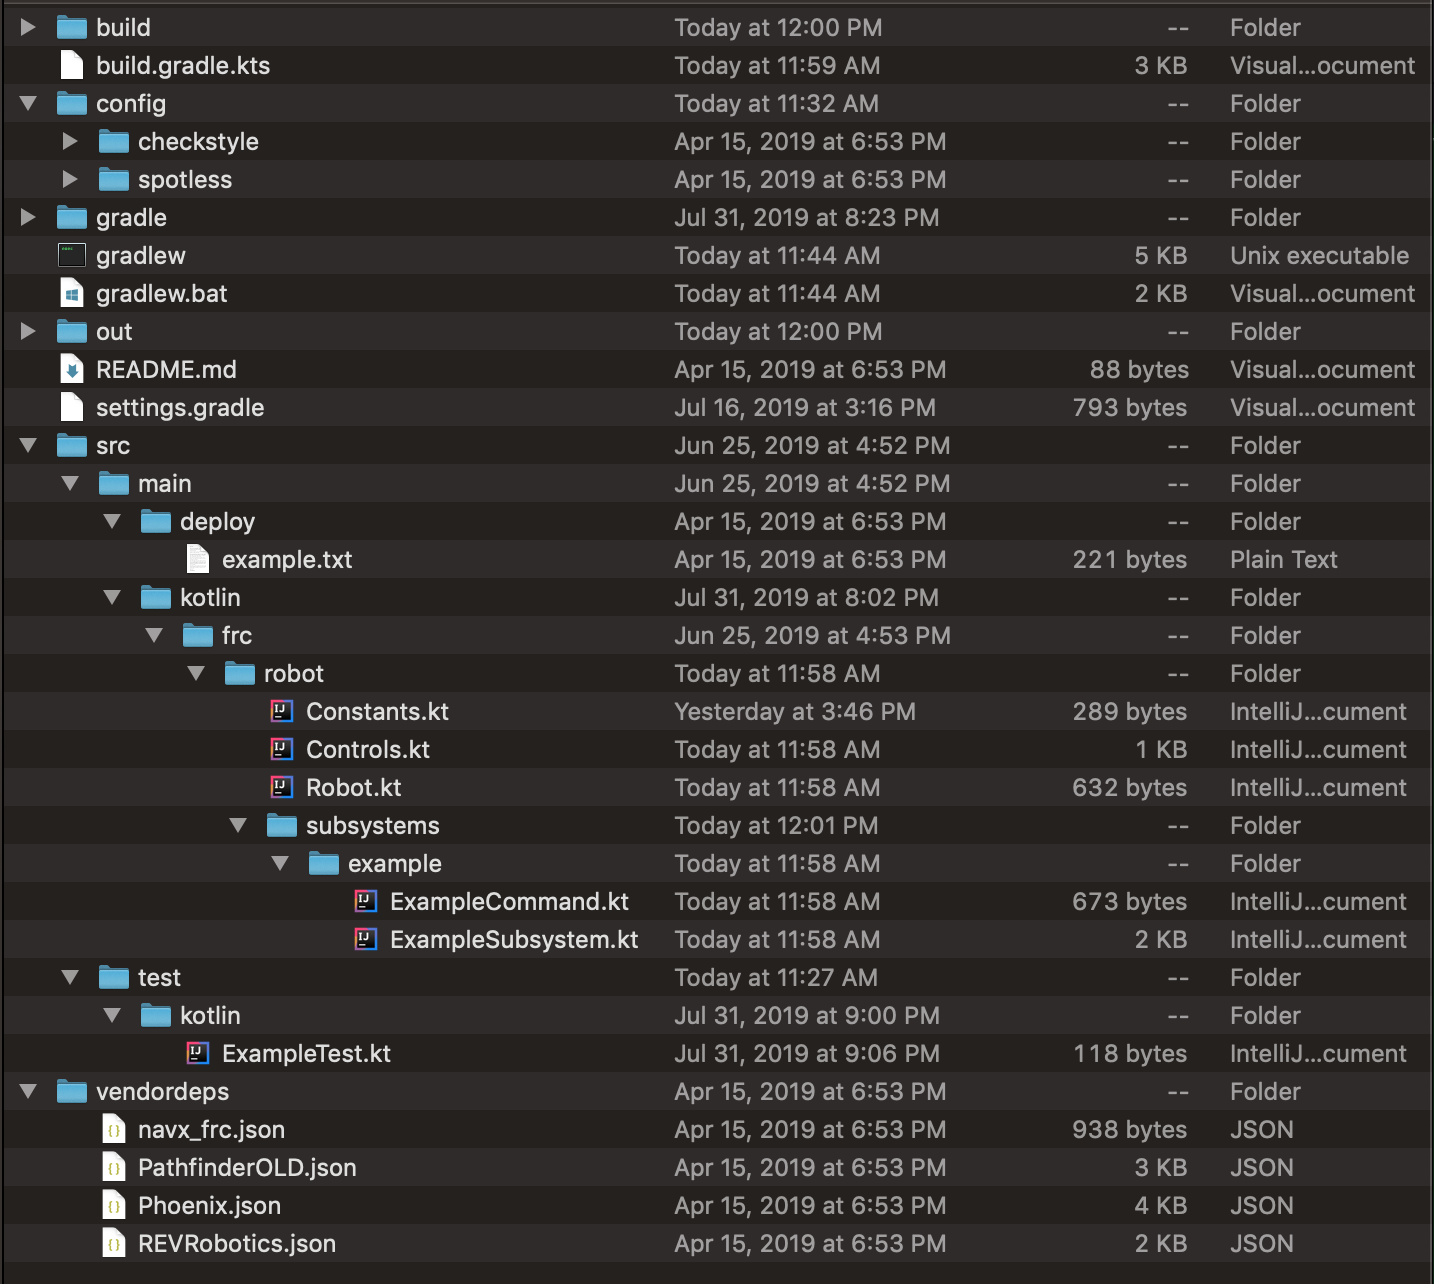 build Today at 12:00 PM -- Folder
build.gradle.kts Today at 11:59 AM 3 KB Visual...ocument
config Today at 11:32 AM -- Folder
checkstyle Apr 15, 2019 at 6:53 PM -- Folder
spotless Apr 15, 2019 at 6:53 PM -- Folder
gradle Jul 31, 2019 at 8:23 PM -- Folder
gradlew Today at 11:44 AM 5 KB Unix executable
gradlew.bat Today at 11:44 AM 2 KB Visual...ocument
out Today at 12:00 PM -- Folder
README.md Apr 15, 2019 at 6:53 PM 88 bytes Visual...ocument
settings.gradle Jul 16, 2019 at 3:16 PM 793 bytes Visual...ocument
src Jun 25, 2019 at 4:52 PM -- Folder
main Jun 25, 2019 at 4:52 PM -- Folder
deploy Apr 15, 2019 at 6:53 PM -- Folder
example.txt Apr 15, 2019 at 6:53 PM 221 bytes Plain Text
kotlin Jul 31, 2019 at 8:02 PM -- Folder
frc Jun 25, 2019 at 4:53 PM -- Folder
robot Today at 11:58 AM -- Folder
IJ Constants.kt Yesterday at 3:46 PM 289 bytes IntelliJ...cument
IJ Controls.kt Today at 11:58 AM 1 KB IntelliJ...cument
IJ Robot.kt Today at 11:58 AM 632 bytes IntelliJ...cument
subsystems Today at 12:01 PM -- Folder
example Today at 11:58 AM -- Folder
IJ ExampleCommand.kt Today at 11:58 AM 673 bytes IntelliJ...cument
IJ ExampleSubsystem.kt Today at 11:58 AM 2 KB IntelliJ...cument
test Today at 11:27 AM -- Folder
kotlin Jul 31, 2019 at 9:00 PM -- Folder
IJ ExampleTest.kt Jul 31, 2019 at 9:06 PM 118 bytes IntelliJ...cument
vendordeps Apr 15, 2019 at 6:53 PM -- Folder
{} navx_frc.json Apr 15, 2019 at 6:53 PM 938 bytes JSON
{} PathfinderOLD.json Apr 15, 2019 at 6:53 PM 3 KB JSON
{} Phoenix.json Apr 15, 2019 at 6:53 PM 4 KB JSON
{} REVRobotics.json Apr 15, 2019 at 6:53 PM 2 KB JSON